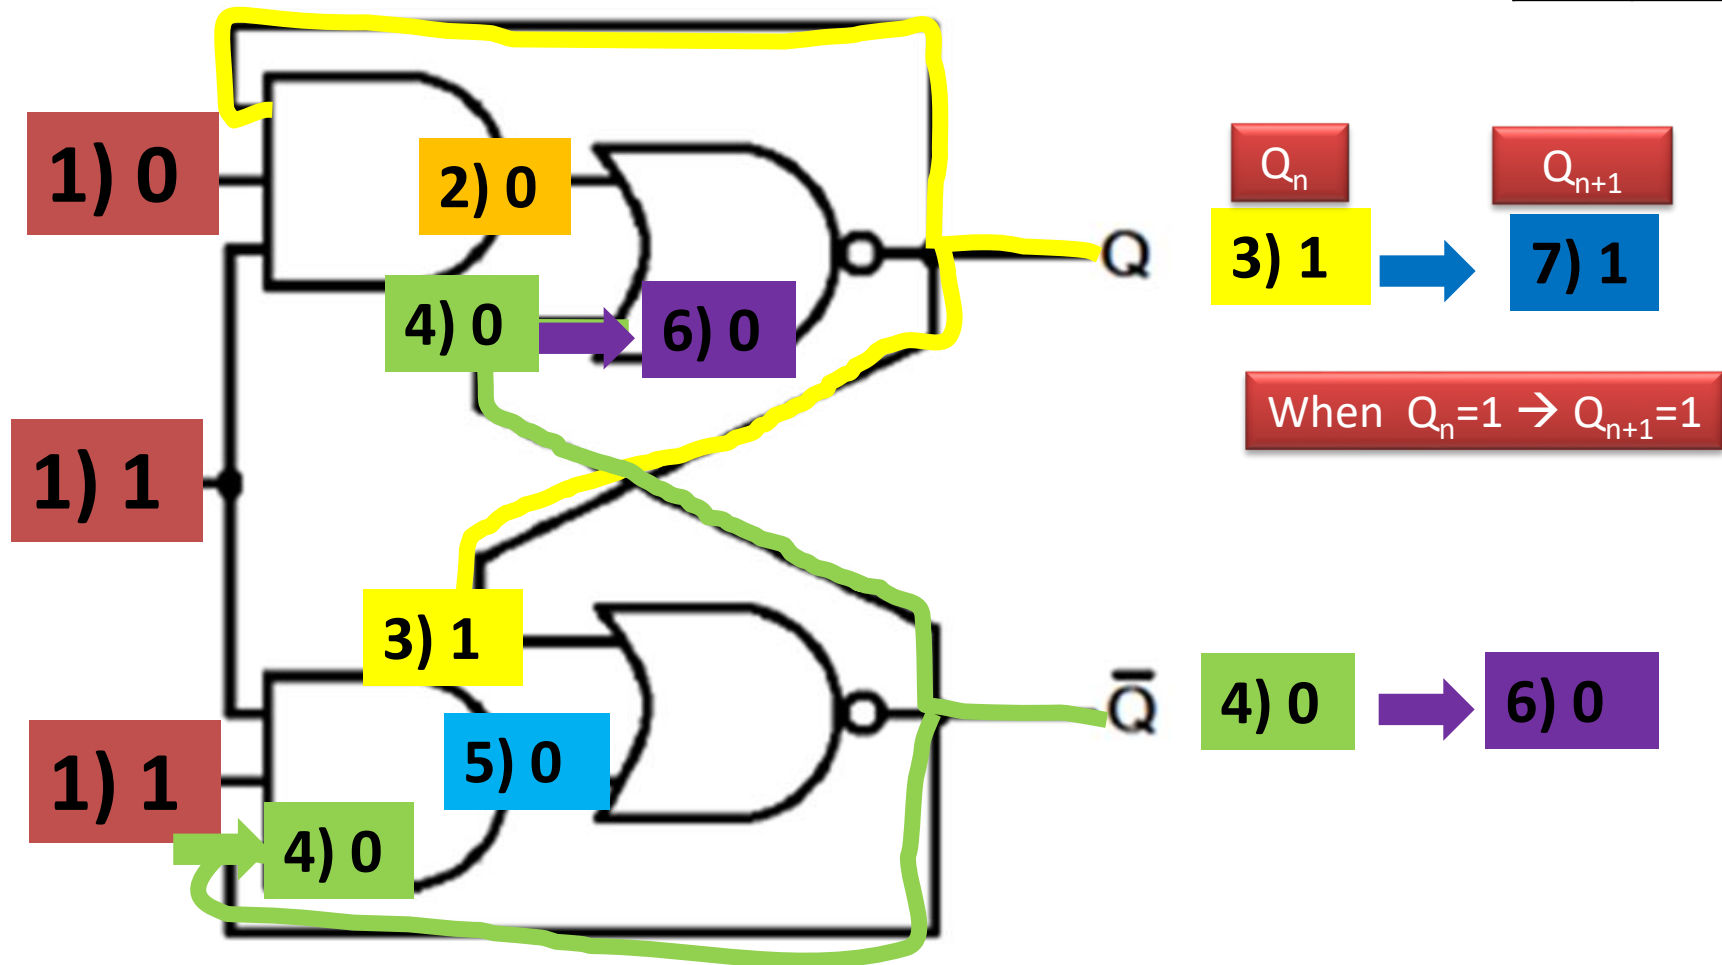 1) 0
2) 0
Q
Qₙ
Qₙ₊₁
3) 1
7) 1
4) 0
6) 0
When Qₙ=1 → Qₙ₊₁=1
1) 1
3) 1
Q̅
4) 0
6) 0
5) 0
1) 1
4) 0